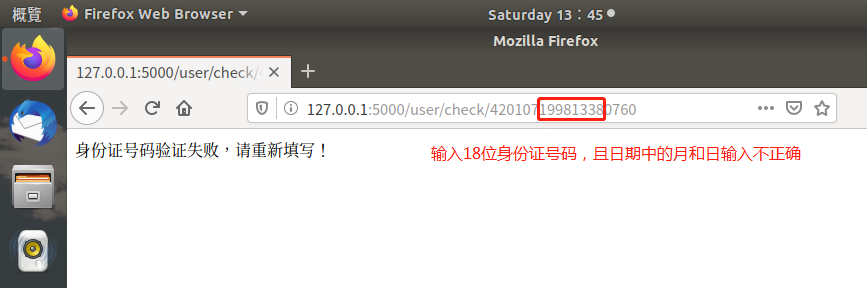 概覽 Firefox Web Browser Saturday 13：45
Mozilla Firefox
127.0.0.1:5000/user/check/4
127.0.0.1:5000/user/check/420107199813380760
身份证号码验证失败，请重新填写！
输入18位身份证号码，且日期中的月和日输入不正确